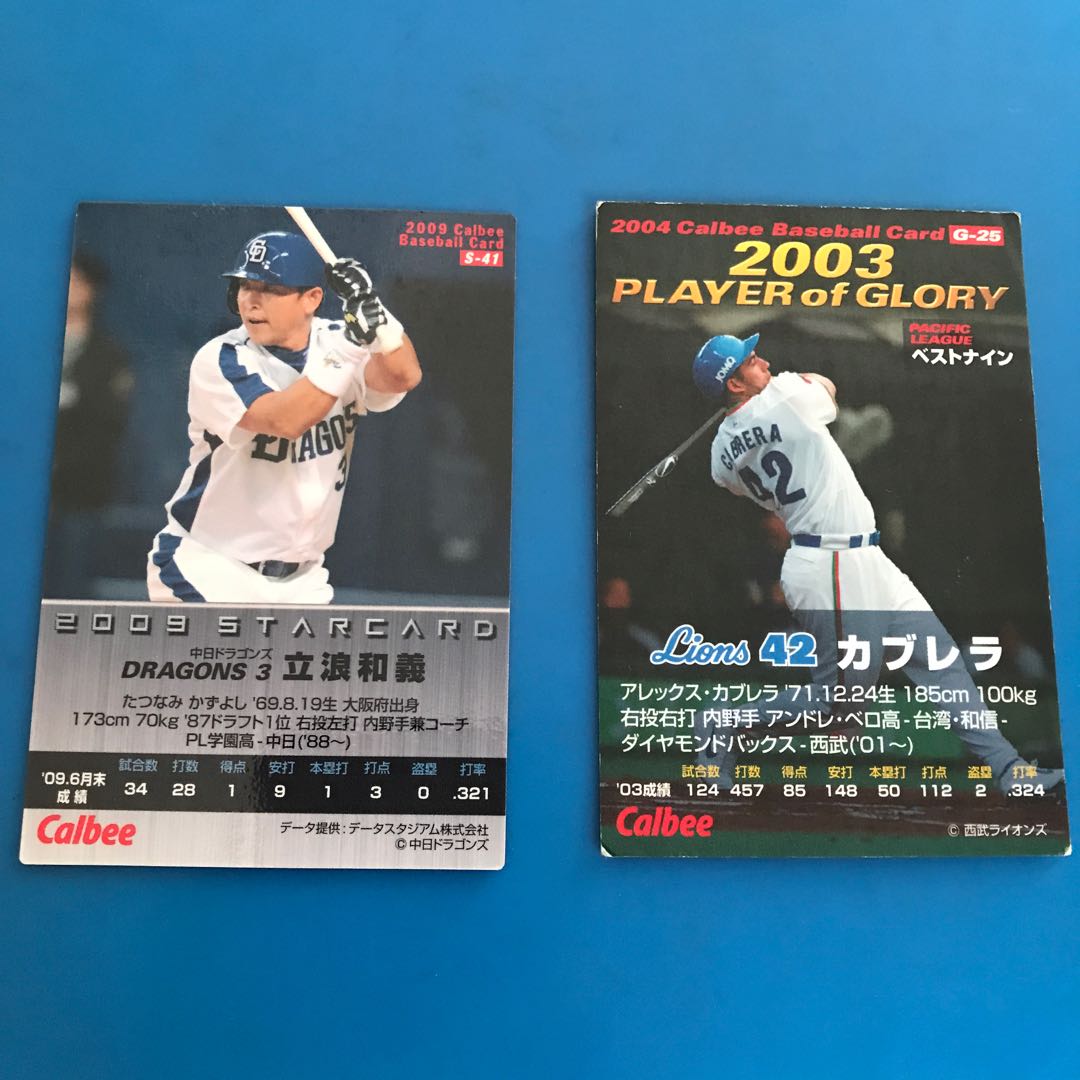 2009 Calbee
Baseball Card
S-41
CD
DRAGONS
3
2009 STARCARD
中日ドラゴンズ
DRAGONS 3 立浪和義
たつなみ かずよし '69.8.19生 大阪府出身
173cm 70kg '87ドラフト1位 右投左打 内野手兼コーチ
PL学園高-中日('88～)
試合数 打数 得点 安打 本塁打 打点 盗塁 打率
'09.6月末成績 34 28 1 9 1 3 0 .321
Calbee
データ提供:データスタジアム株式会社
©中日ドラゴンズ
2004 Calbee Baseball Card G-25
2003
PLAYER of GLORY
PACIFIC
LEAGUE
ベストナイン
JOMO
CABRERA
42
Lions 42 カブレラ
アレックス・カブレラ '71.12.24生 185cm 100kg
右投右打 内野手 アンドレ・ベロ高-台湾・和信-
ダイヤモンドバックス-西武('01～)
試合数 打数 得点 安打 本塁打 打点 盗塁 打率
'03成績 124 457 85 148 50 112 2 .324
Calbee
© 西武ライオンズ